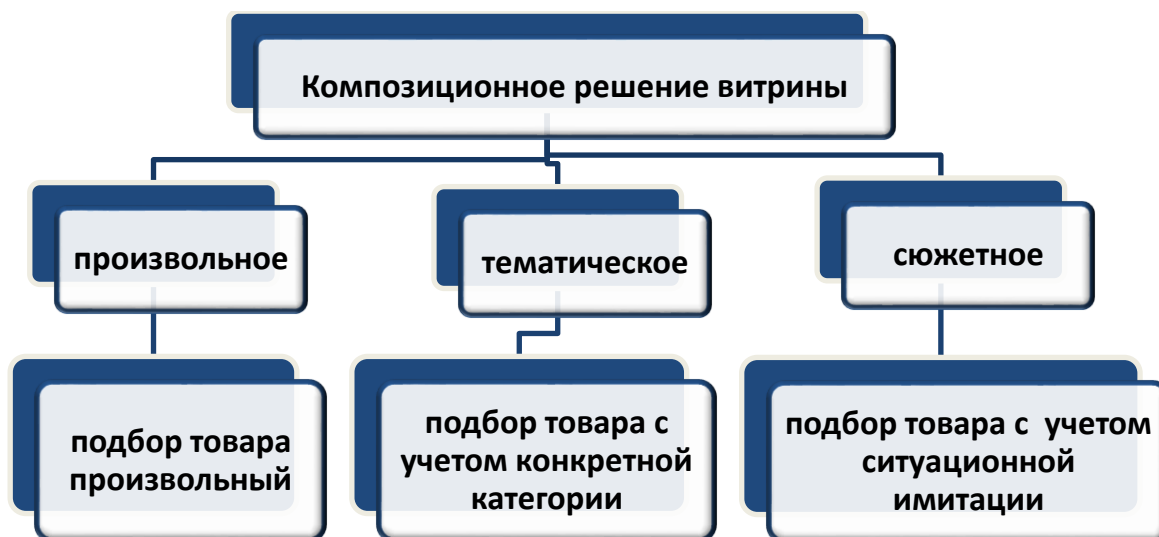 Композиционное решение витрины
произвольное
тематическое
сюжетное
подбор товара
произвольный
подбор товара с
учетом конкретной
категории
подбор товара с учетом
ситуационной
имитации